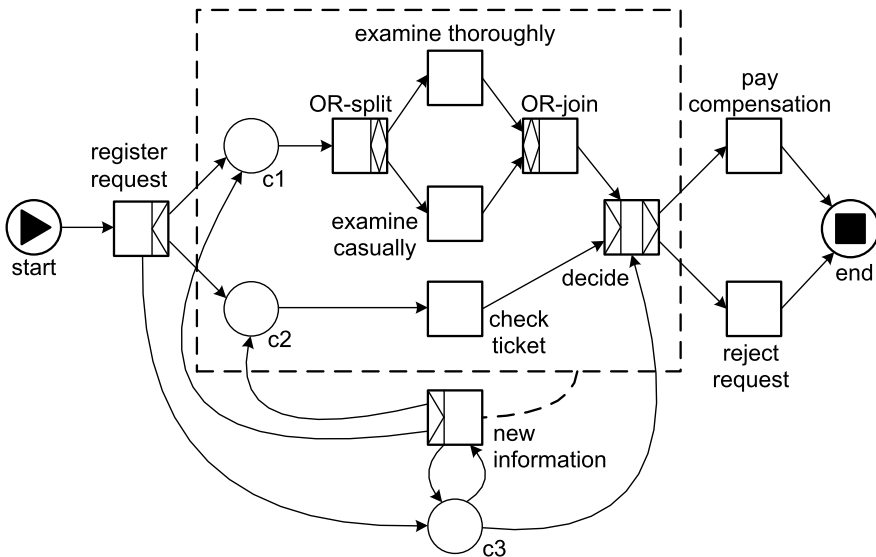 examine thoroughly
OR-split
OR-join
pay
compensation
register
request
c1
examine
casually
start
decide
end
c2
check
ticket
reject
request
new
information
c3